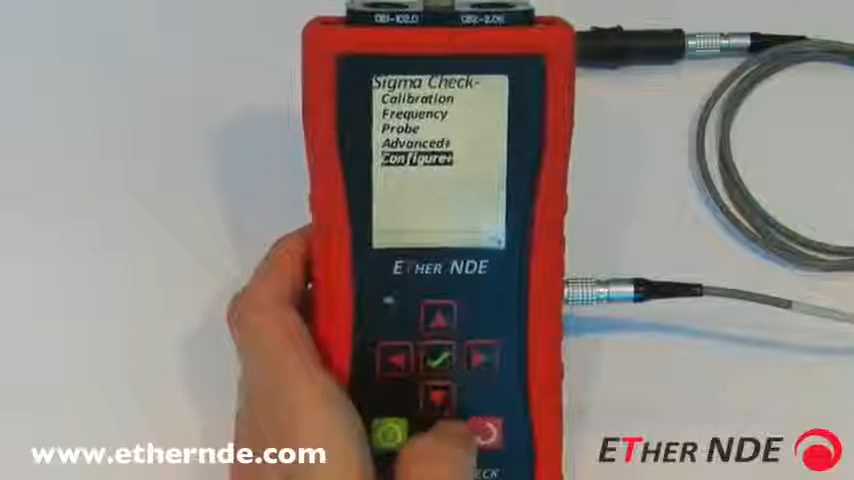 Sigma Check-
Calibration
Frequency
Probe
Advanced+
Configure+
ETHER NDE
www.ethernde.com
ETHER NDE